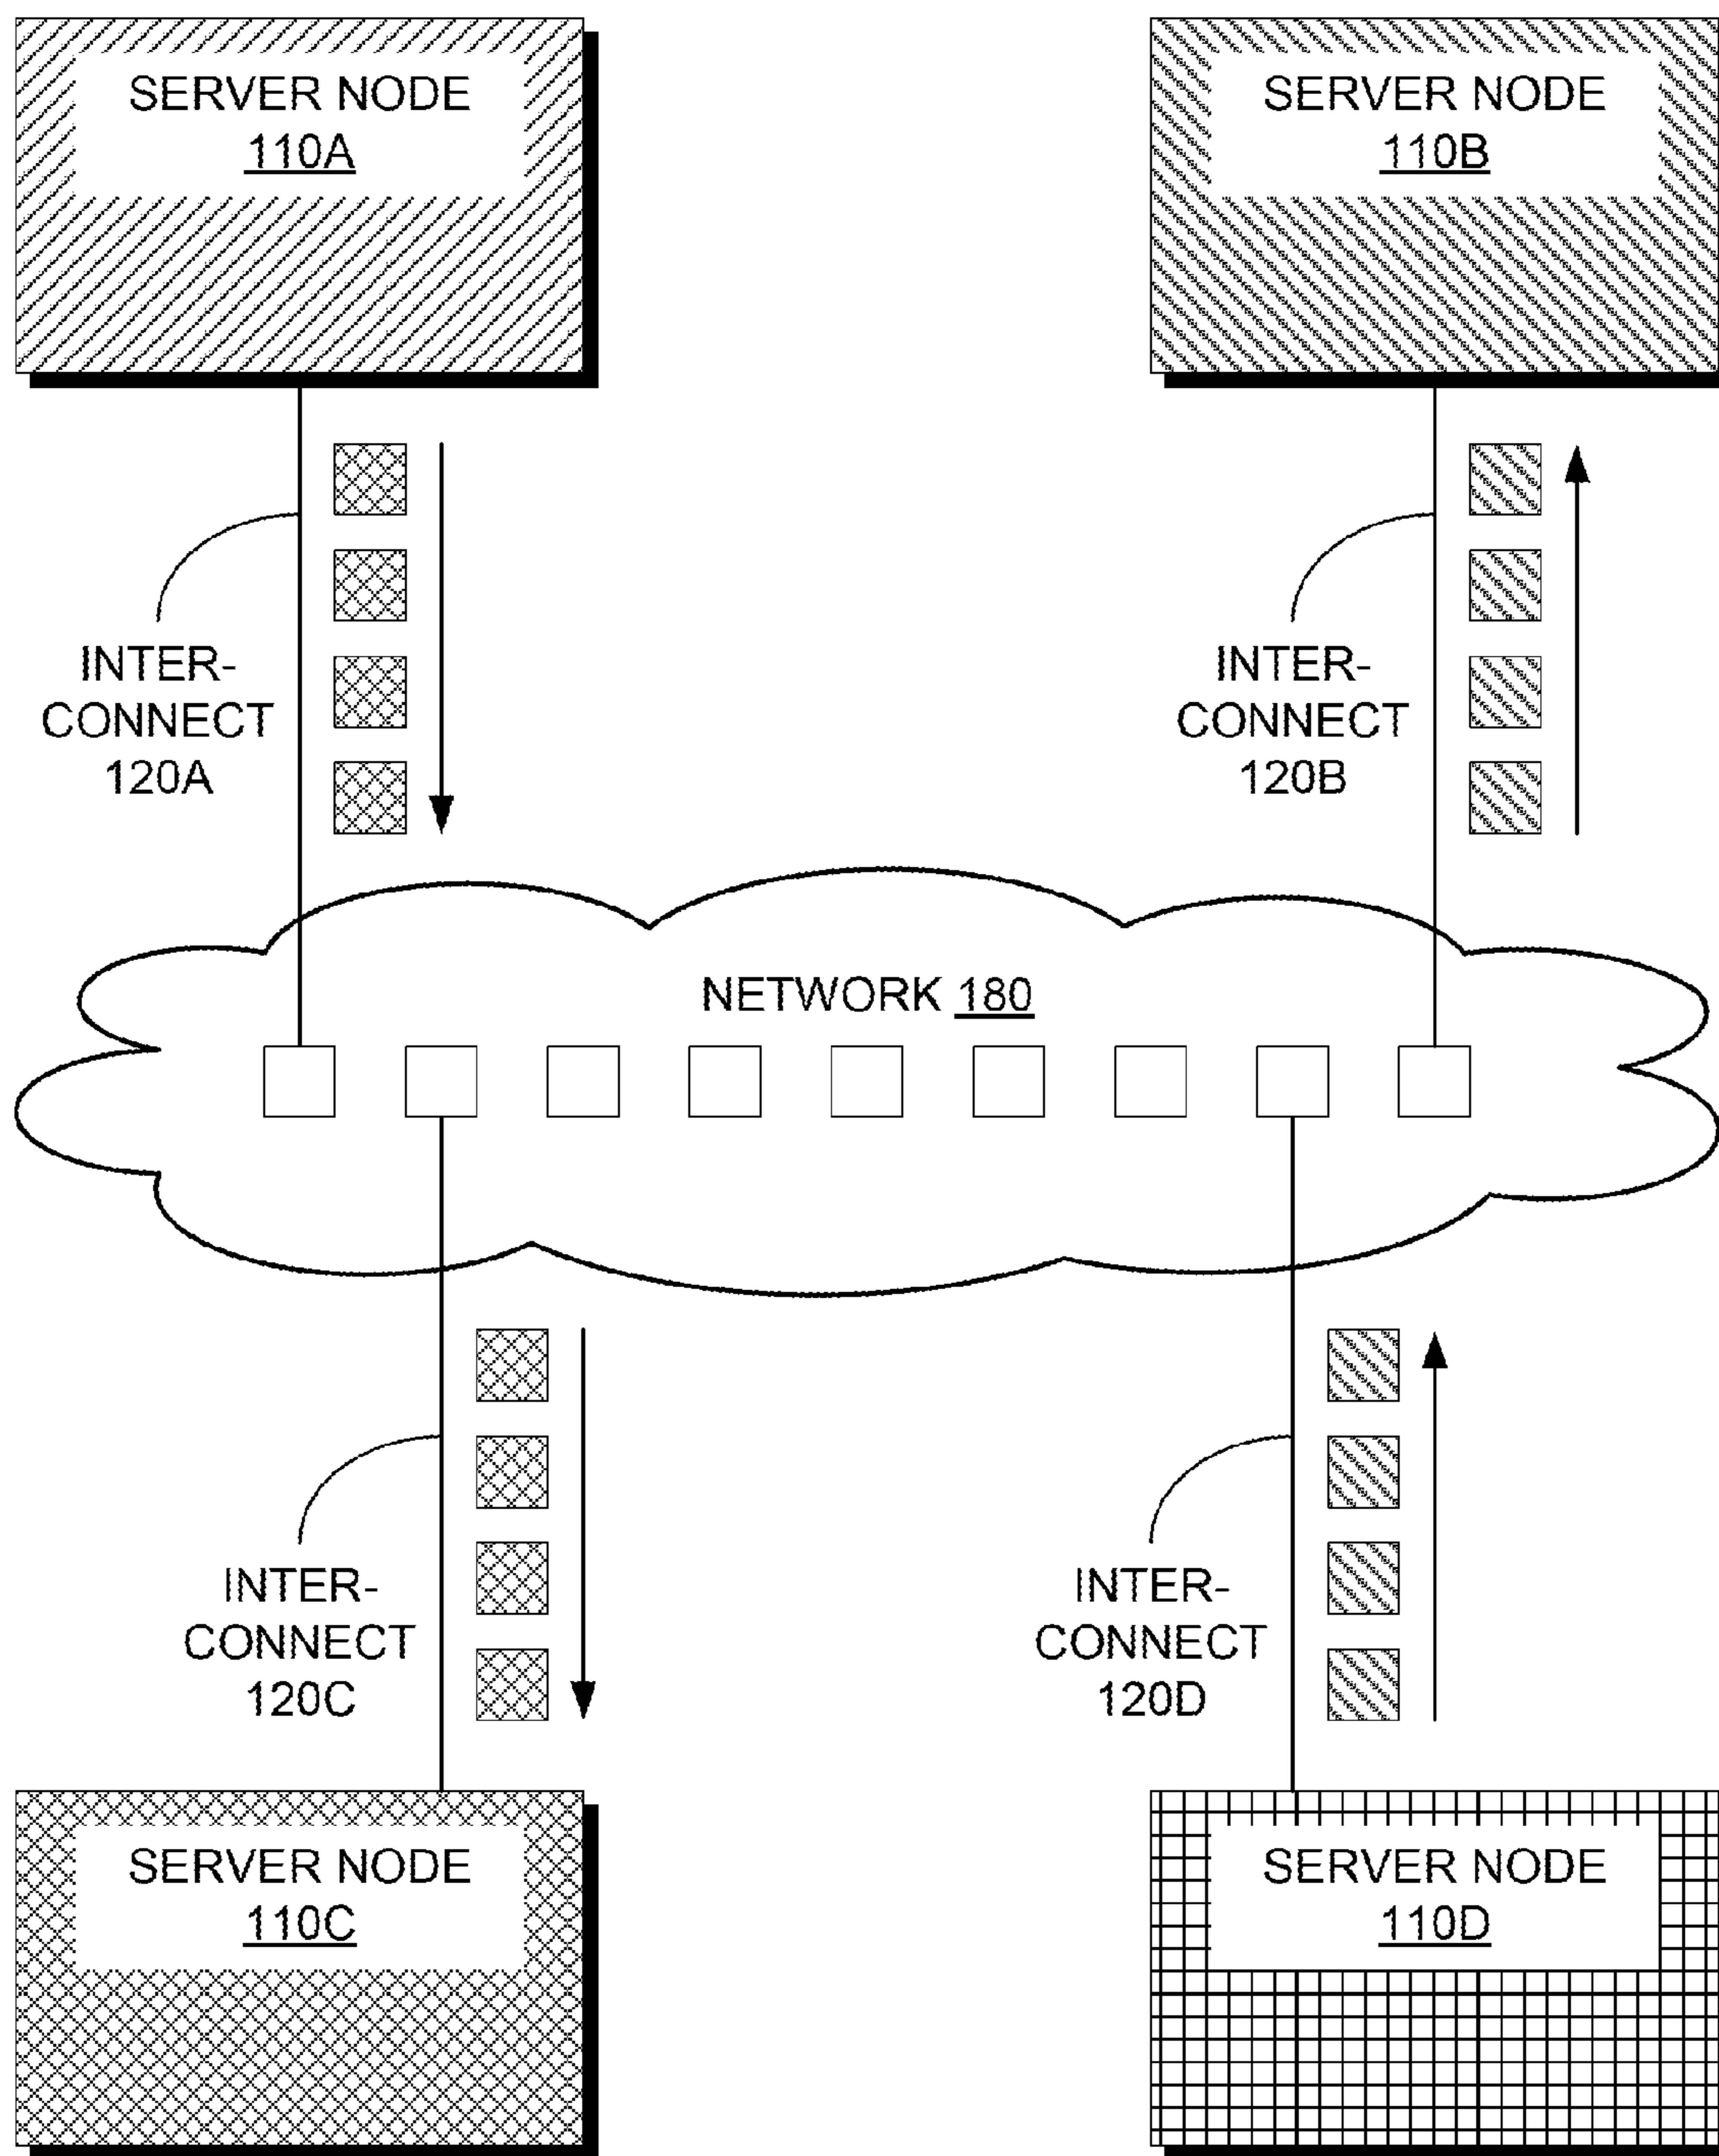 SERVER NODE
110A
SERVER NODE
110B
INTER-
CONNECT
120A
INTER-
CONNECT
120B
NETWORK 180
INTER-
CONNECT
120C
INTER-
CONNECT
120D
SERVER NODE
110C
SERVER NODE
110D